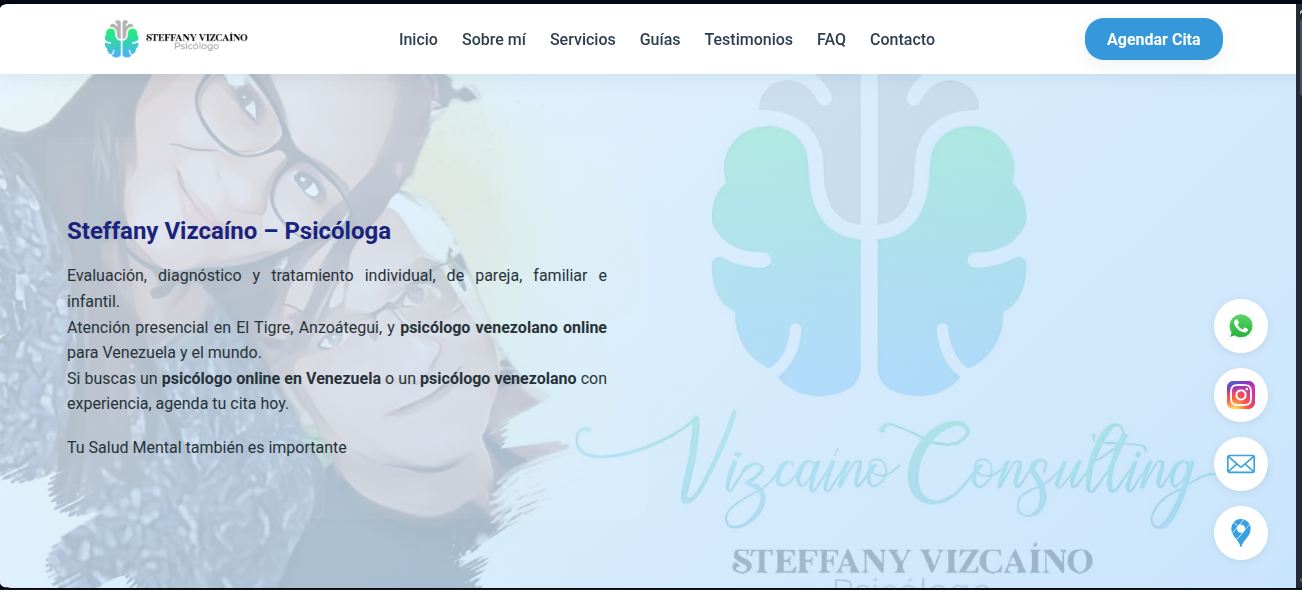 STEFFANY VIZCAÍNO
Psicólogo
Inicio Sobre mí Servicios Guías Testimonios FAQ Contacto
Agendar Cita
Steffany Vizcaíno – Psicóloga
Evaluación, diagnóstico y tratamiento individual, de pareja, familiar e
infantil.
Atención presencial en El Tigre, Anzoátegui, y psicólogo venezolano online
para Venezuela y el mundo.
Si buscas un psicólogo online en Venezuela o un psicólogo venezolano con
experiencia, agenda tu cita hoy.
Tu Salud Mental también es importante
Vizcaíno Consulting
STEFFANY VIZCAÍNO
Psicólogo